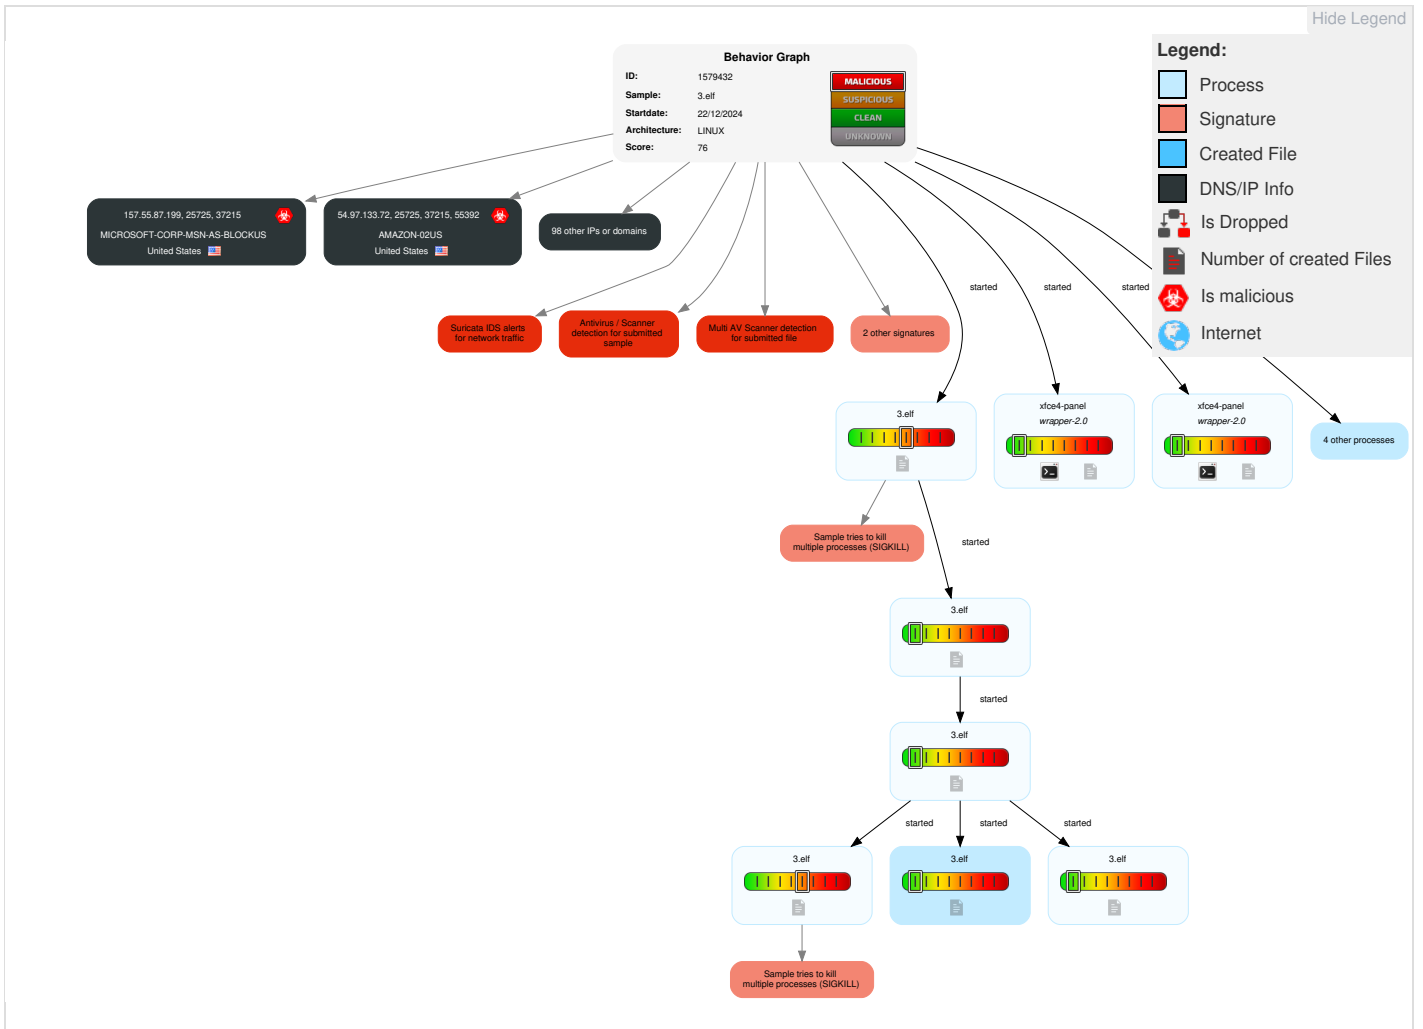 Hide Legend
Behavior Graph
ID: 1579432
Sample: 3.elf
Startdate: 22/12/2024
Architecture: LINUX
Score: 76
MALICIOUS
SUSPICIOUS
CLEAN
UNKNOWN
Legend:
Process
Signature
Created File
DNS/IP Info
Is Dropped
Number of created Files
Is malicious
Internet
157.55.87.199, 25725, 37215
MICROSOFT-CORP-MSN-AS-BLOCKUS
United States
54.97.133.72, 25725, 37215, 55392
AMAZON-02US
United States
98 other IPs or domains
Suricata IDS alerts
for network traffic
Antivirus / Scanner
detection for submitted
sample
Multi AV Scanner detection
for submitted file
2 other signatures
started
started
started
3.elf
xfce4-panel
wrapper-2.0
xfce4-panel
wrapper-2.0
4 other processes
Sample tries to kill
multiple processes (SIGKILL)
started
3.elf
started
3.elf
started
started
started
3.elf
3.elf
3.elf
Sample tries to kill
multiple processes (SIGKILL)